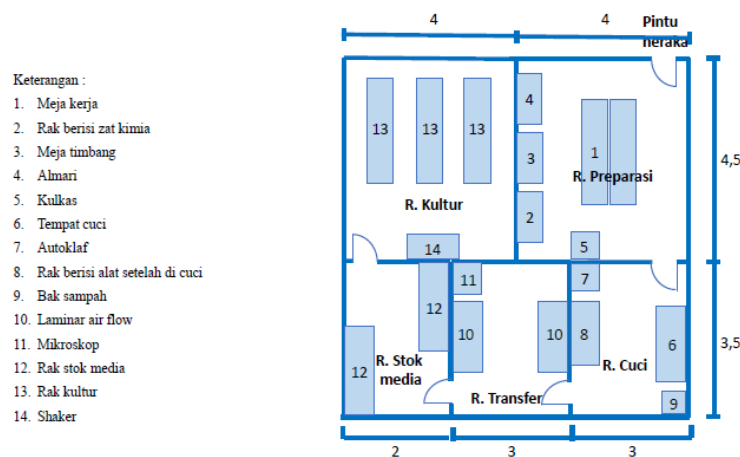 4
4
Pintu
neraka
Keterangan :
1. Meja kerja
2. Rak berisi zat kimia
3. Meja timbang
4. Almari
5. Kulkas
6. Tempat cuci
7. Autoklaf
8. Rak berisi alat setelah di cuci
9. Bak sampah
10. Laminar air flow
11. Mikroskop
12. Rak stok media
13. Rak kultur
14. Shaker
13
13
13
R. Kultur
14
4
3
2
1
R. Preparasi
5
4,5
12
12
R. Stok
media
11
10
10
R. Transfer
7
8
6
R. Cuci
9
3,5
2
3
3